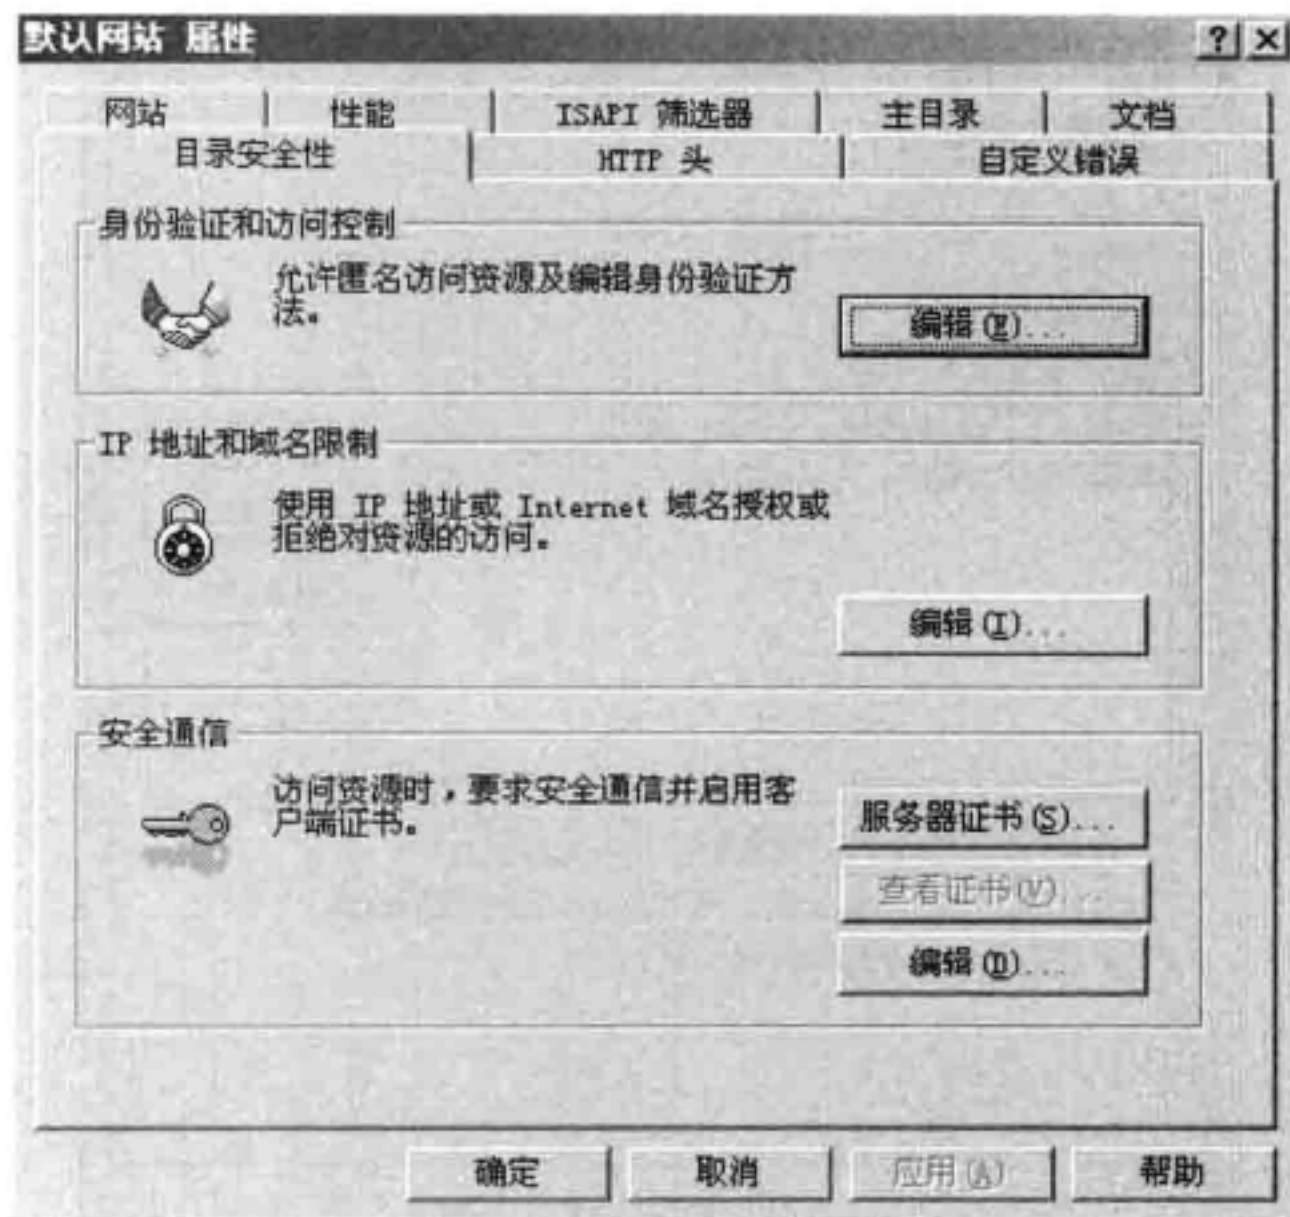 默认网站 属性
网站 性能 ISAPI 筛选器 主目录 文档
目录安全性 HTTP 头 自定义错误
身份验证和访问控制
允许匿名访问资源及编辑身份验证方
法。
编辑(E)...
IP 地址和域名限制
使用 IP 地址或 Internet 域名授权或
拒绝对资源的访问。
编辑(I)...
安全通信
访问资源时，要求安全通信并启用客
户端证书。
服务器证书(S)...
查看证书(V)...
编辑(D)...
确定 取消 应用(A) 帮助